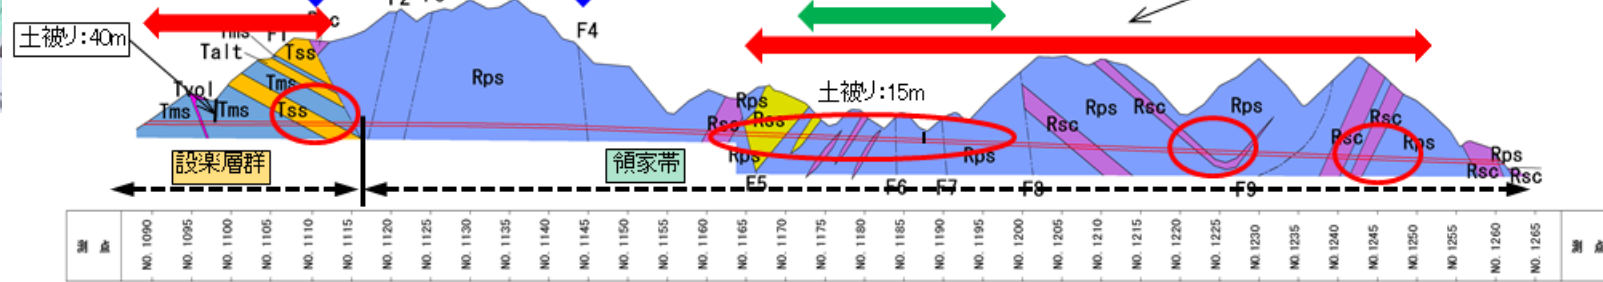 F4
土被り:40m
Tms
F1
Talt
Tss
Rps
Tvol
Tms
土被り:15m
Tms
Tms
Tss
Rps
Rss
Rsc
Rps
Rsc
Rps
Rsc
Rps
Rsc
Rsc
Rps
Rps
Rps
Rps
Rsc
Rsc
設楽層群
領家帯
F5
F6
F7
F8
F9
測 点
NO. 1090
NO. 1095
NO. 1100
NO. 1105
NO. 1110
NO. 1115
NO. 1120
NO. 1125
NO. 1130
NO. 1135
NO. 1140
NO. 1145
NO. 1150
NO. 1155
NO. 1160
NO. 1165
NO. 1170
NO. 1175
NO. 1180
NO. 1185
NO. 1190
NO. 1195
NO. 1200
NO. 1205
NO. 1210
NO. 1215
NO. 1220
NO. 1225
NO. 1230
NO. 1235
NO. 1240
NO. 1245
NO. 1250
NO. 1255
NO. 1260
NO. 1265
測 点